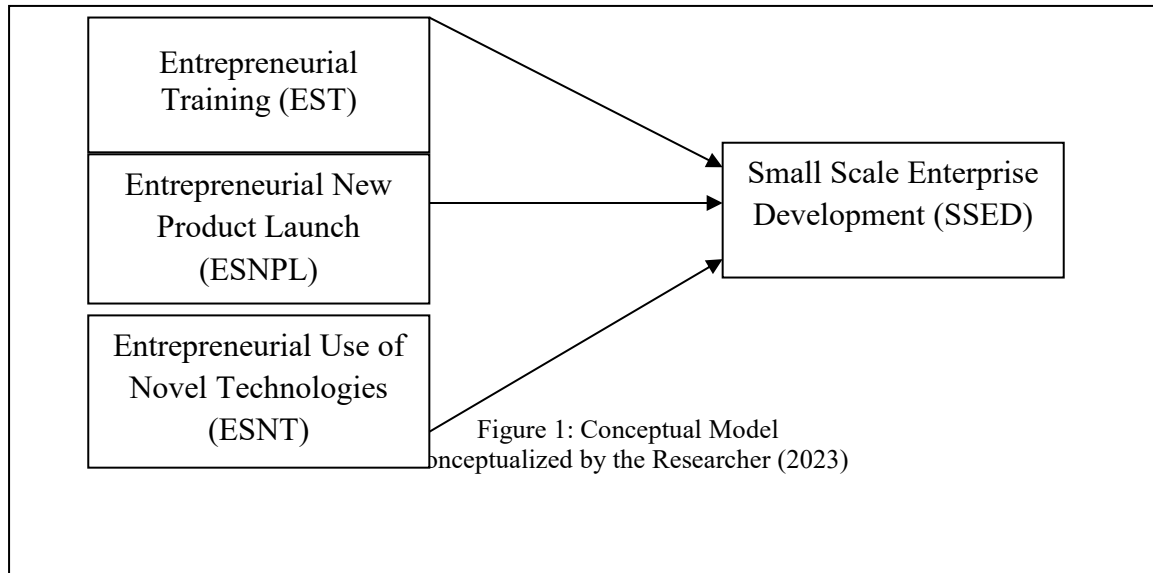 Entrepreneurial
Training (EST)
Entrepreneurial New
Product Launch
(ESNPL)
Entrepreneurial Use of
Novel Technologies
(ESNT)
Small Scale Enterprise
Development (SSED)
Figure 1: Conceptual Model
onceptualized by the Researcher (2023)